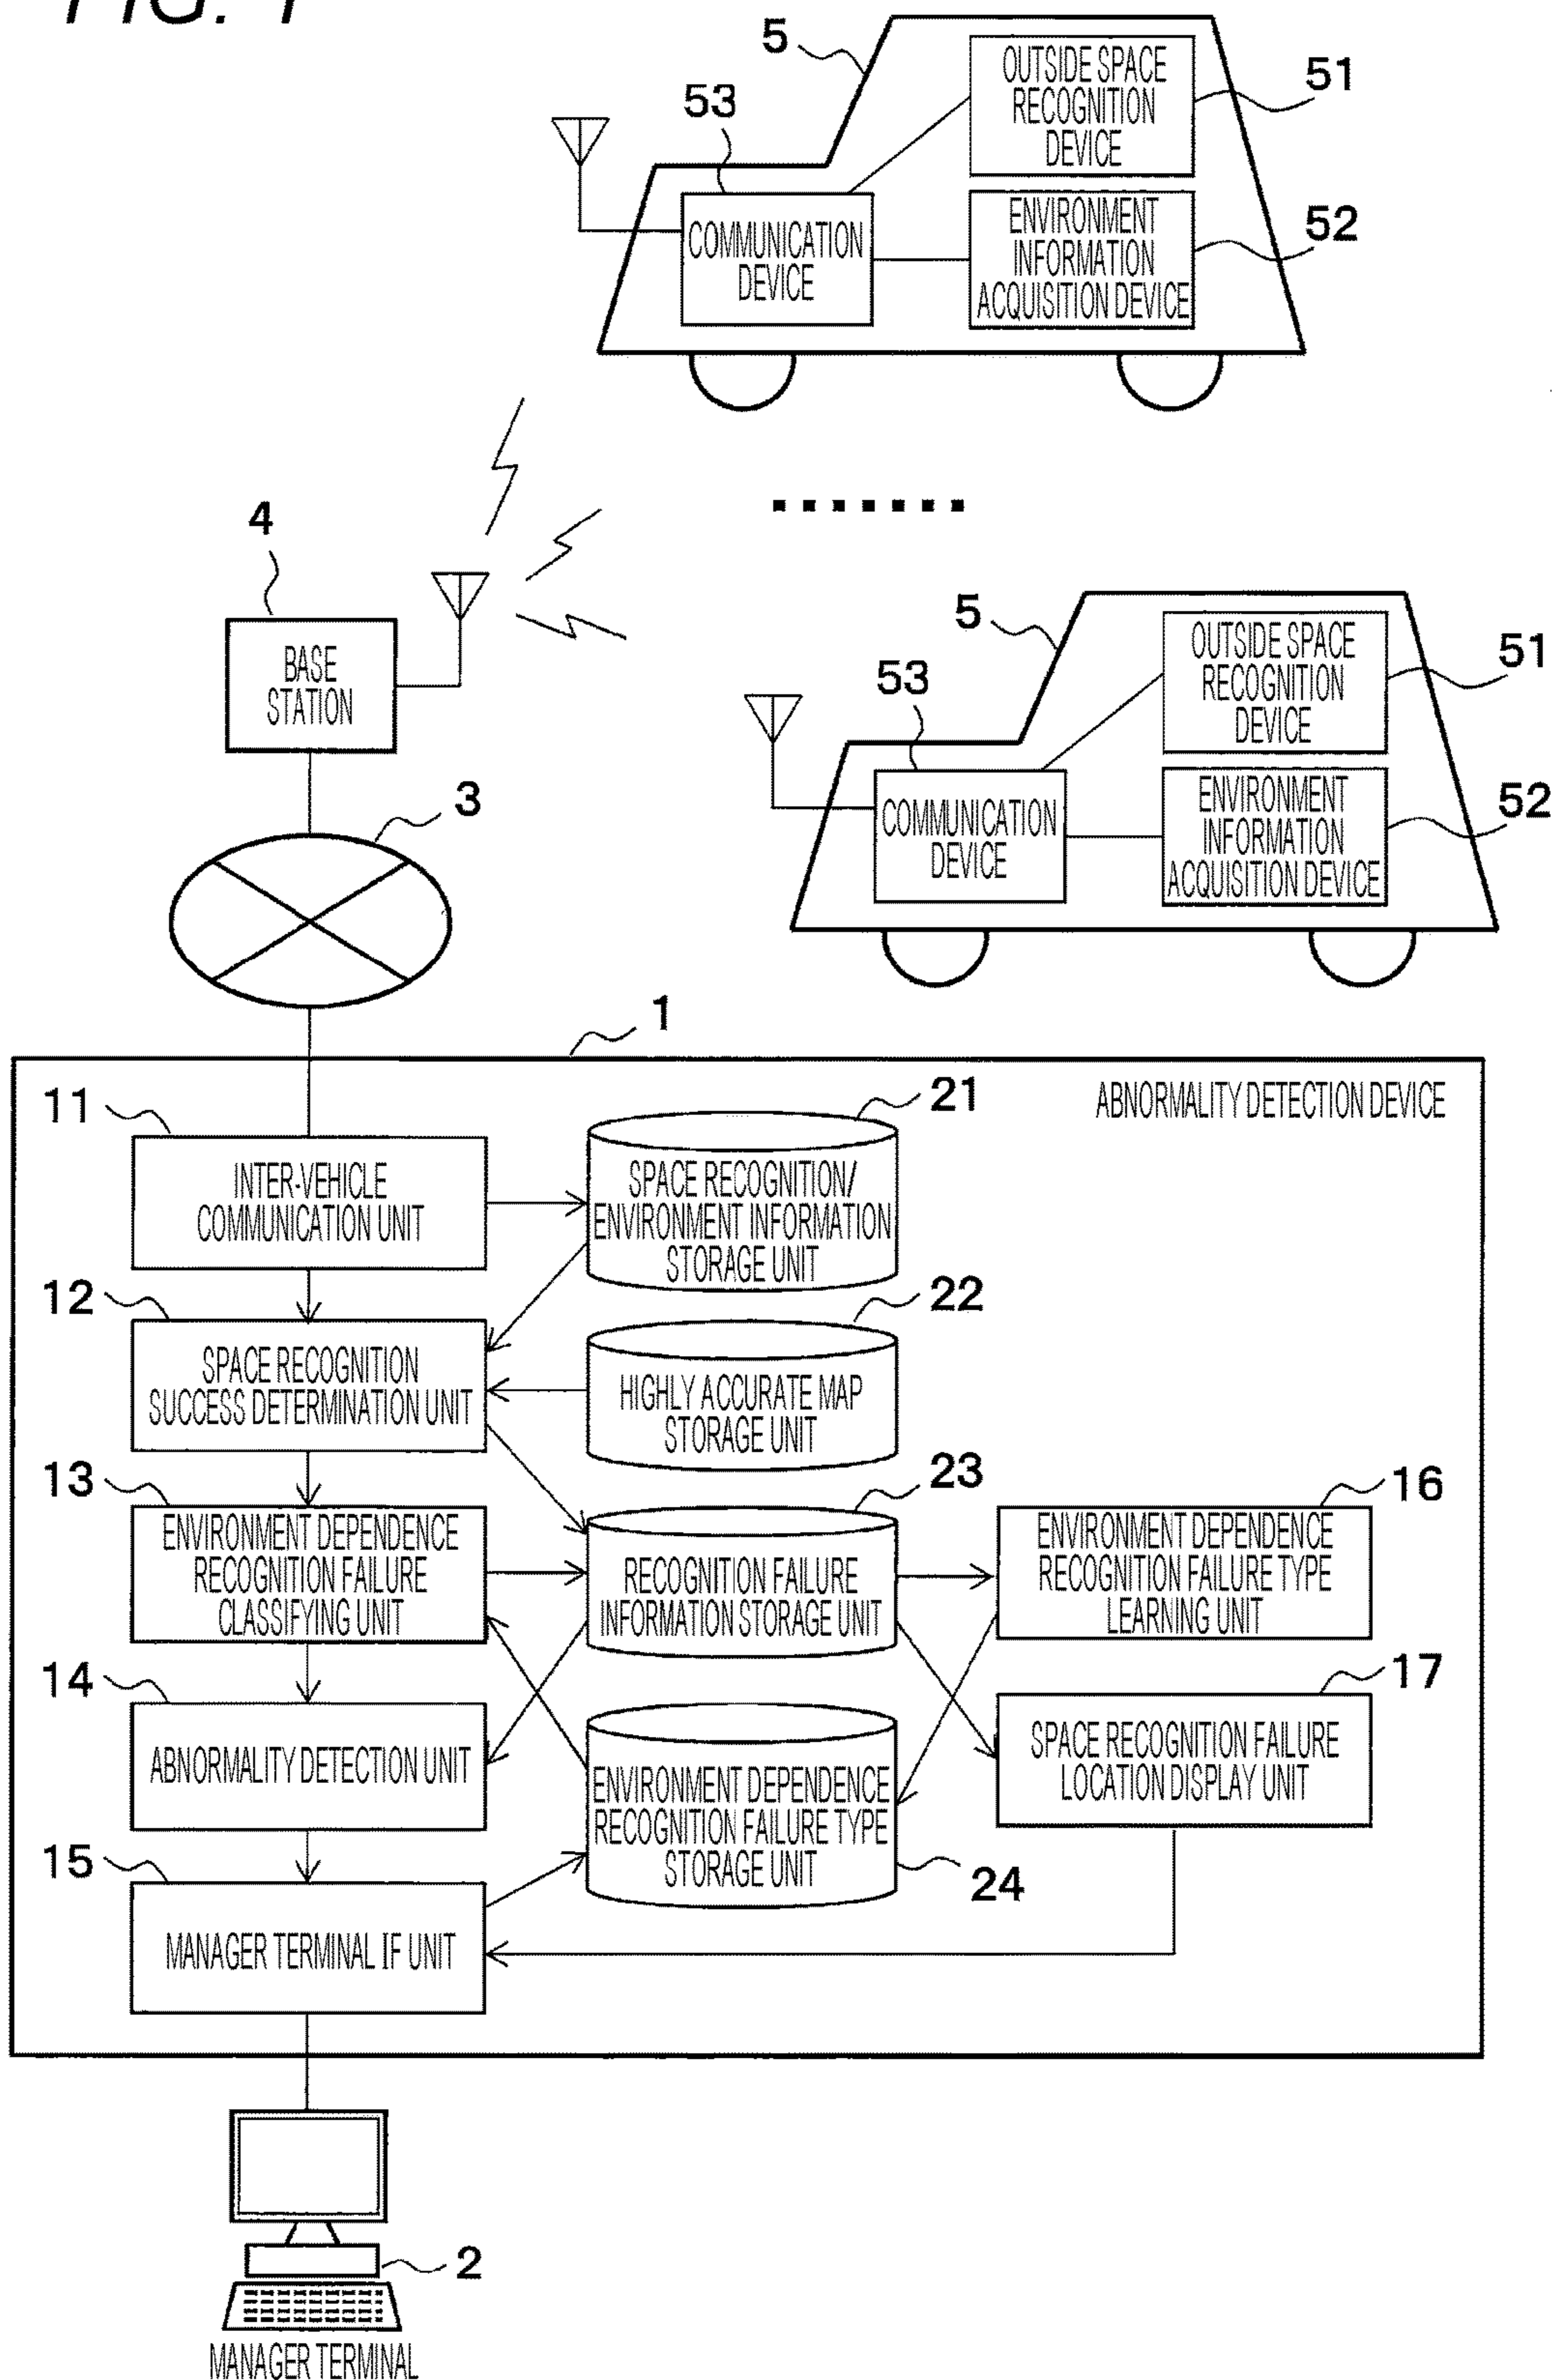 FIG. 1
5
OUTSIDE SPACE
RECOGNITION
DEVICE
51
53
COMMUNICATION
DEVICE
ENVIRONMENT
INFORMATION
ACQUISITION DEVICE
52
4
BASE
STATION
5
OUTSIDE SPACE
RECOGNITION
DEVICE
51
53
COMMUNICATION
DEVICE
ENVIRONMENT
INFORMATION
ACQUISITION DEVICE
52
3
1
ABNORMALITY DETECTION DEVICE
11
INTER-VEHICLE
COMMUNICATION UNIT
21
SPACE RECOGNITION/
ENVIRONMENT INFORMATION
STORAGE UNIT
12
SPACE RECOGNITION
SUCCESS DETERMINATION UNIT
22
HIGHLY ACCURATE MAP
STORAGE UNIT
13
ENVIRONMENT DEPENDENCE
RECOGNITION FAILURE
CLASSIFYING UNIT
23
RECOGNITION FAILURE
INFORMATION STORAGE UNIT
16
ENVIRONMENT DEPENDENCE
RECOGNITION FAILURE TYPE
LEARNING UNIT
14
ABNORMALITY DETECTION UNIT
17
SPACE RECOGNITION FAILURE
LOCATION DISPLAY UNIT
ENVIRONMENT DEPENDENCE
RECOGNITION FAILURE TYPE
STORAGE UNIT
24
15
MANAGER TERMINAL IF UNIT
2
MANAGER TERMINAL